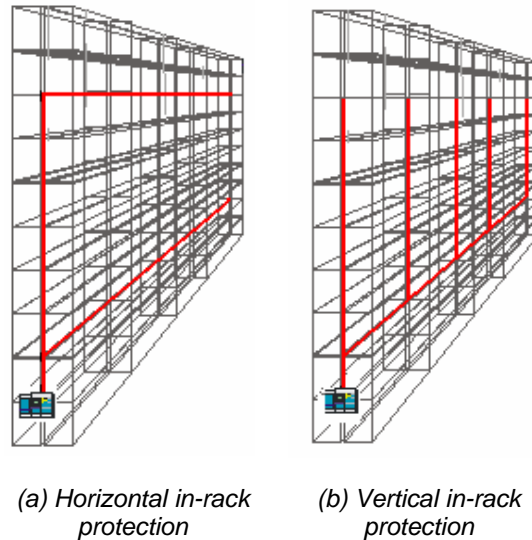 (a) Horizontal in-rack
protection
(b) Vertical in-rack
protection